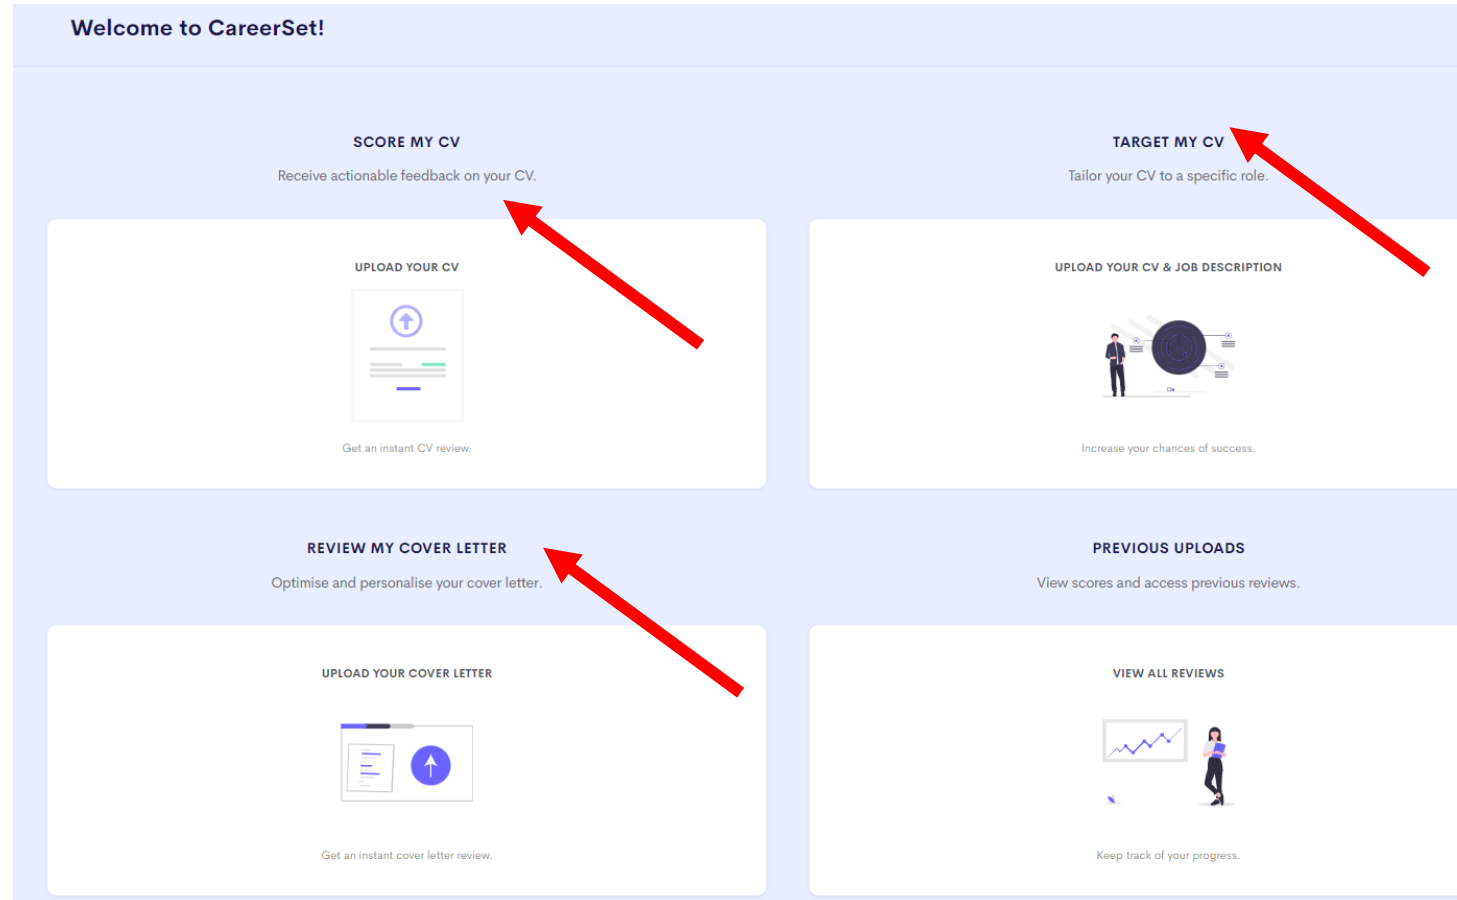 Welcome to CareerSet!
SCORE MY CV
Receive actionable feedback on your CV.
UPLOAD YOUR CV
Get an instant CV review.
TARGET MY CV
Tailor your CV to a specific role.
UPLOAD YOUR CV & JOB DESCRIPTION
Increase your chances of success.
REVIEW MY COVER LETTER
Optimise and personalise your cover letter.
UPLOAD YOUR COVER LETTER
Get an instant cover letter review.
PREVIOUS UPLOADS
View scores and access previous reviews.
VIEW ALL REVIEWS
Keep track of your progress.